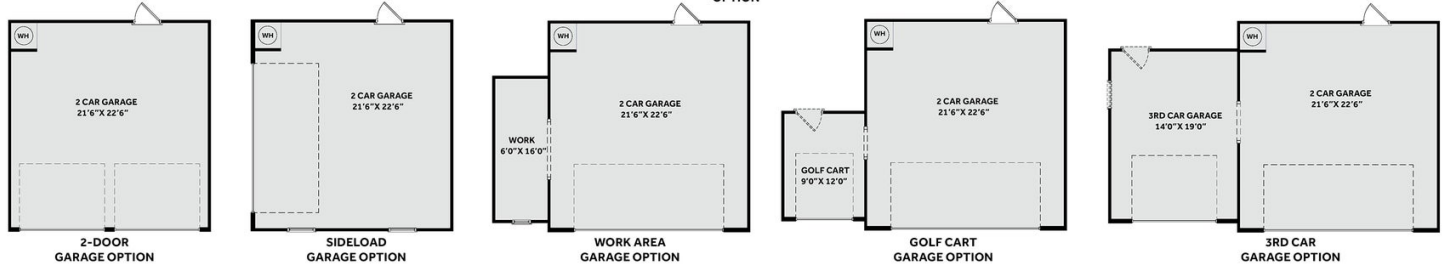 OPTION
WH
2 CAR GARAGE
21'6"X 22'6"
2-DOOR
GARAGE OPTION
WH
2 CAR GARAGE
21'6"X 22'6"
SIDELOAD
GARAGE OPTION
WH
2 CAR GARAGE
21'6"X 22'6"
WORK
6'0"X 16'0"
WORK AREA
GARAGE OPTION
WH
2 CAR GARAGE
21'6"X 22'6"
GOLF CART
9'0"X 12'0"
GOLF CART
GARAGE OPTION
WH
2 CAR GARAGE
21'6"X 22'6"
3RD CAR GARAGE
14'0"X 19'0"
3RD CAR
GARAGE OPTION